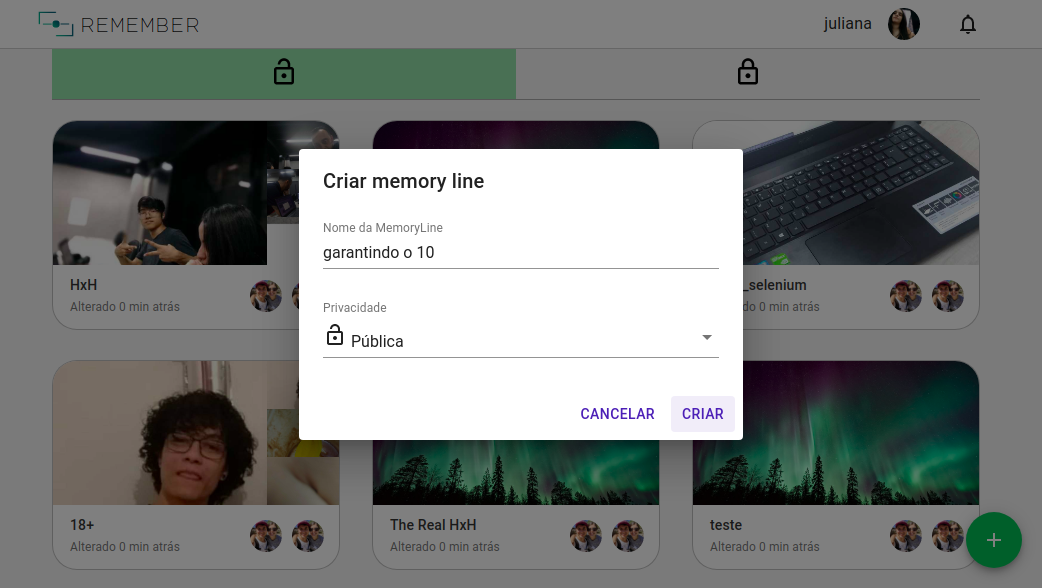 REMEMBER
juliana
Criar memory line
Nome da MemoryLine
garantindo o 10
Privacidade
Pública
CANCELAR
CRIAR
HxH
Alterado 0 min atrás
_selenium
do 0 min atrás
18+
Alterado 0 min atrás
The Real HxH
Alterado 0 min atrás
teste
Alterado 0 min atrás